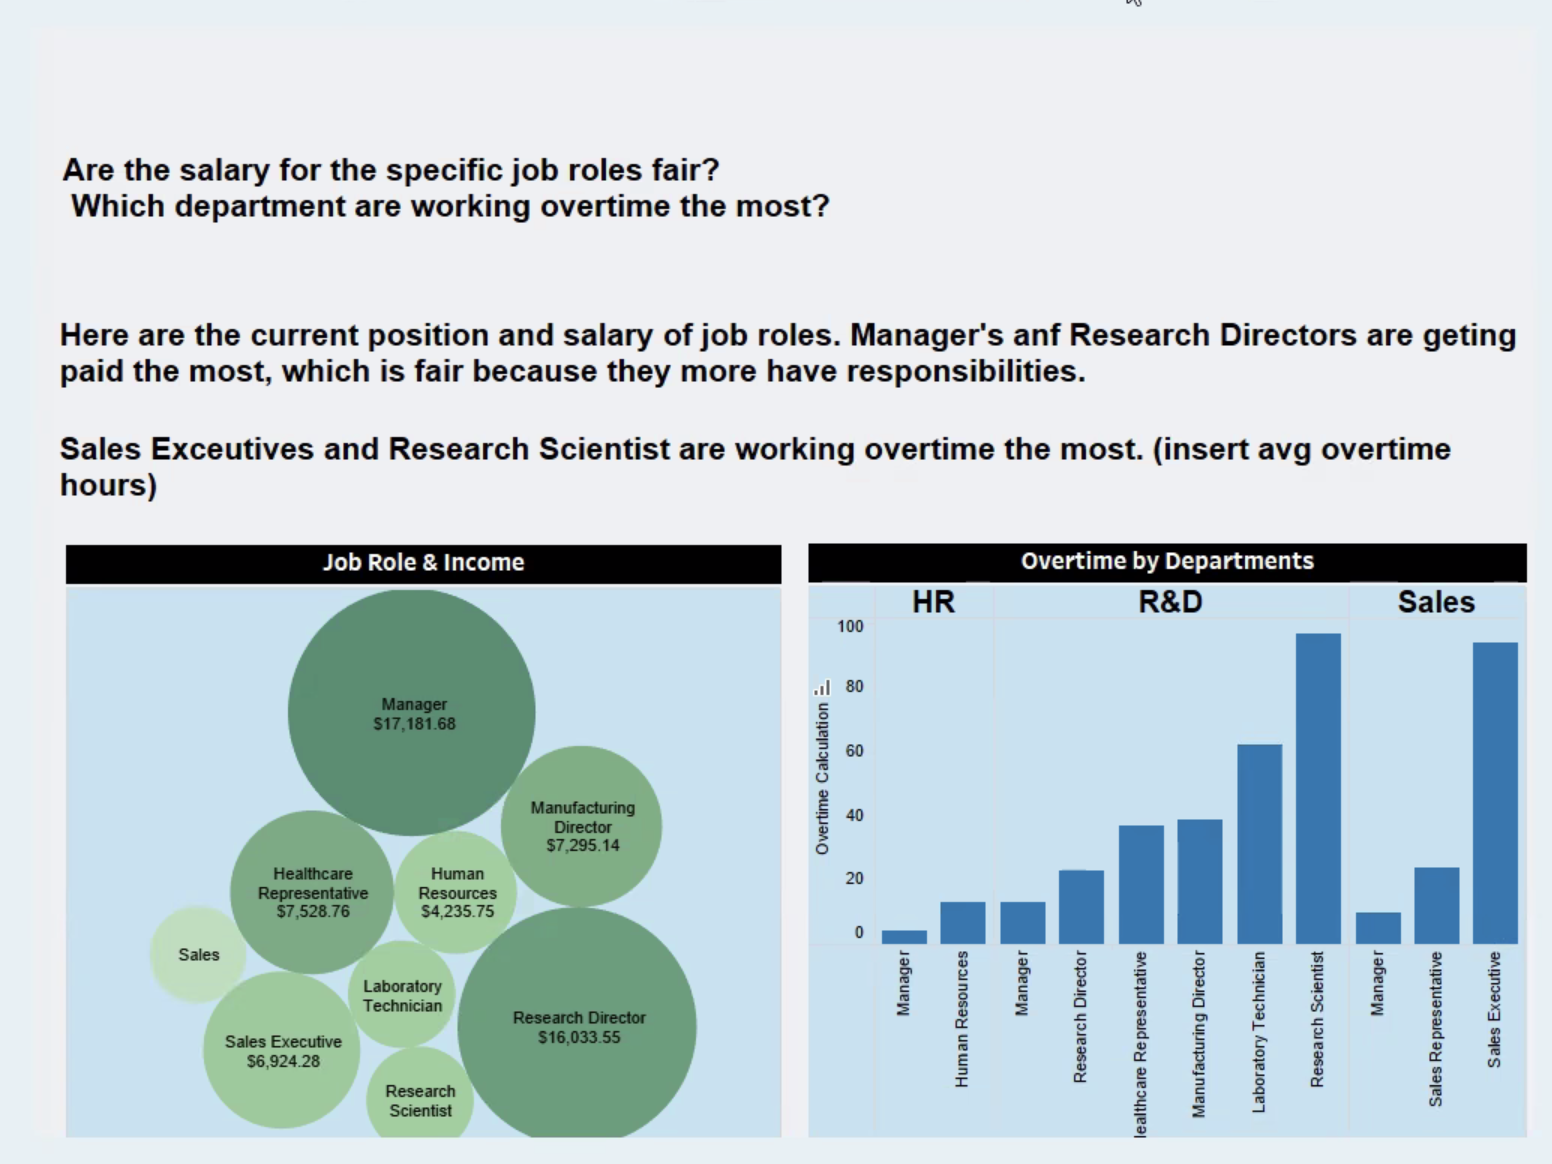 Are the salary for the specific job roles fair?
Which department are working overtime the most?
Here are the current position and salary of job roles. Manager's anf Research Directors are geting
paid the most, which is fair because they more have responsibilities.
Sales Exceutives and Research Scientist are working overtime the most. (insert avg overtime
hours)
Job Role & Income
Manager
$17,181.68
Manufacturing
Director
$7,295.14
Healthcare
Representative
$7,528.76
Human
Resources
$4,235.75
Sales
Laboratory
Technician
Research Director
$16,033.55
Sales Executive
$6,924.28
Research
Scientist
Overtime by Departments
HR
R&D
Sales
Overtime Calculation
100
80
60
40
20
0
Manager
Human Resources
Manager
Research Director
lealthcare Representative
Manufacturing Director
Laboratory Technician
Research Scientist
Manager
Sales Representative
Sales Executive